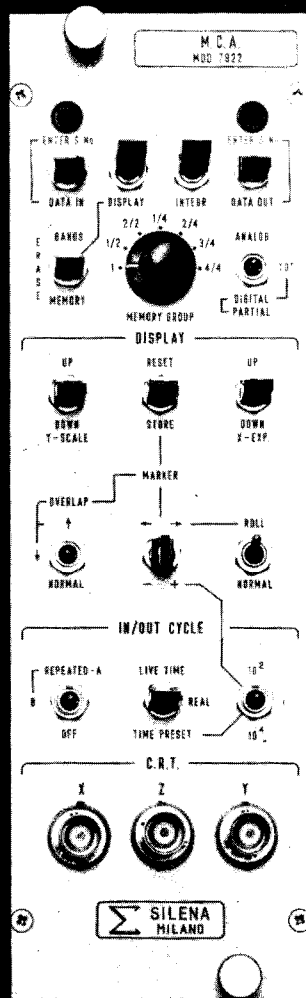 M.C.A.
MOD 7922
ENTER S.No ENTER S.No
DATA IN DISPLAY INTEGR DATA OUT
ERASE
BANDS
MEMORY
1 1/2 2/2 1/4 2/4 3/4 4/4
MEMORY GROUP
ANALOG
DIGITAL
PARTIAL
DISPLAY
UP RESET UP
DOWN STORE DOWN
Y-SCALE X-EXP.
MARKER
OVERLAP ROLL
NORMAL - + NORMAL
IN/OUT CYCLE
REPEATED-A LIVE TIME 10²
B REAL
OFF TIME PRESET 10⁴
C.R.T.
X Z Y
Σ SILENA
MILANO